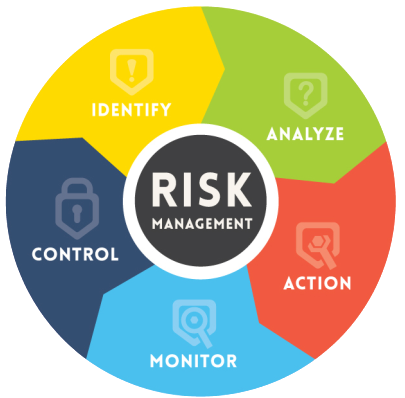 RISK
MANAGEMENT
IDENTIFY
ANALYZE
ACTION
MONITOR
CONTROL